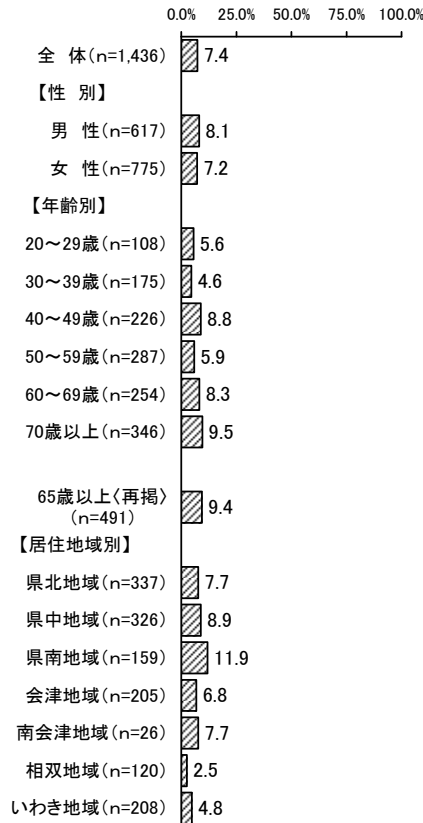 0.0% 25.0% 50.0% 75.0% 100.0%
全 体(n=1,436) 7.4
【性 別】
男 性(n=617) 8.1
女 性(n=775) 7.2
【年齢別】
20～29歳(n=108) 5.6
30～39歳(n=175) 4.6
40～49歳(n=226) 8.8
50～59歳(n=287) 5.9
60～69歳(n=254) 8.3
70歳以上(n=346) 9.5
65歳以上〈再掲〉
(n=491) 9.4
【居住地域別】
県北地域(n=337) 7.7
県中地域(n=326) 8.9
県南地域(n=159) 11.9
会津地域(n=205) 6.8
南会津地域(n=26) 7.7
相双地域(n=120) 2.5
いわき地域(n=208) 4.8